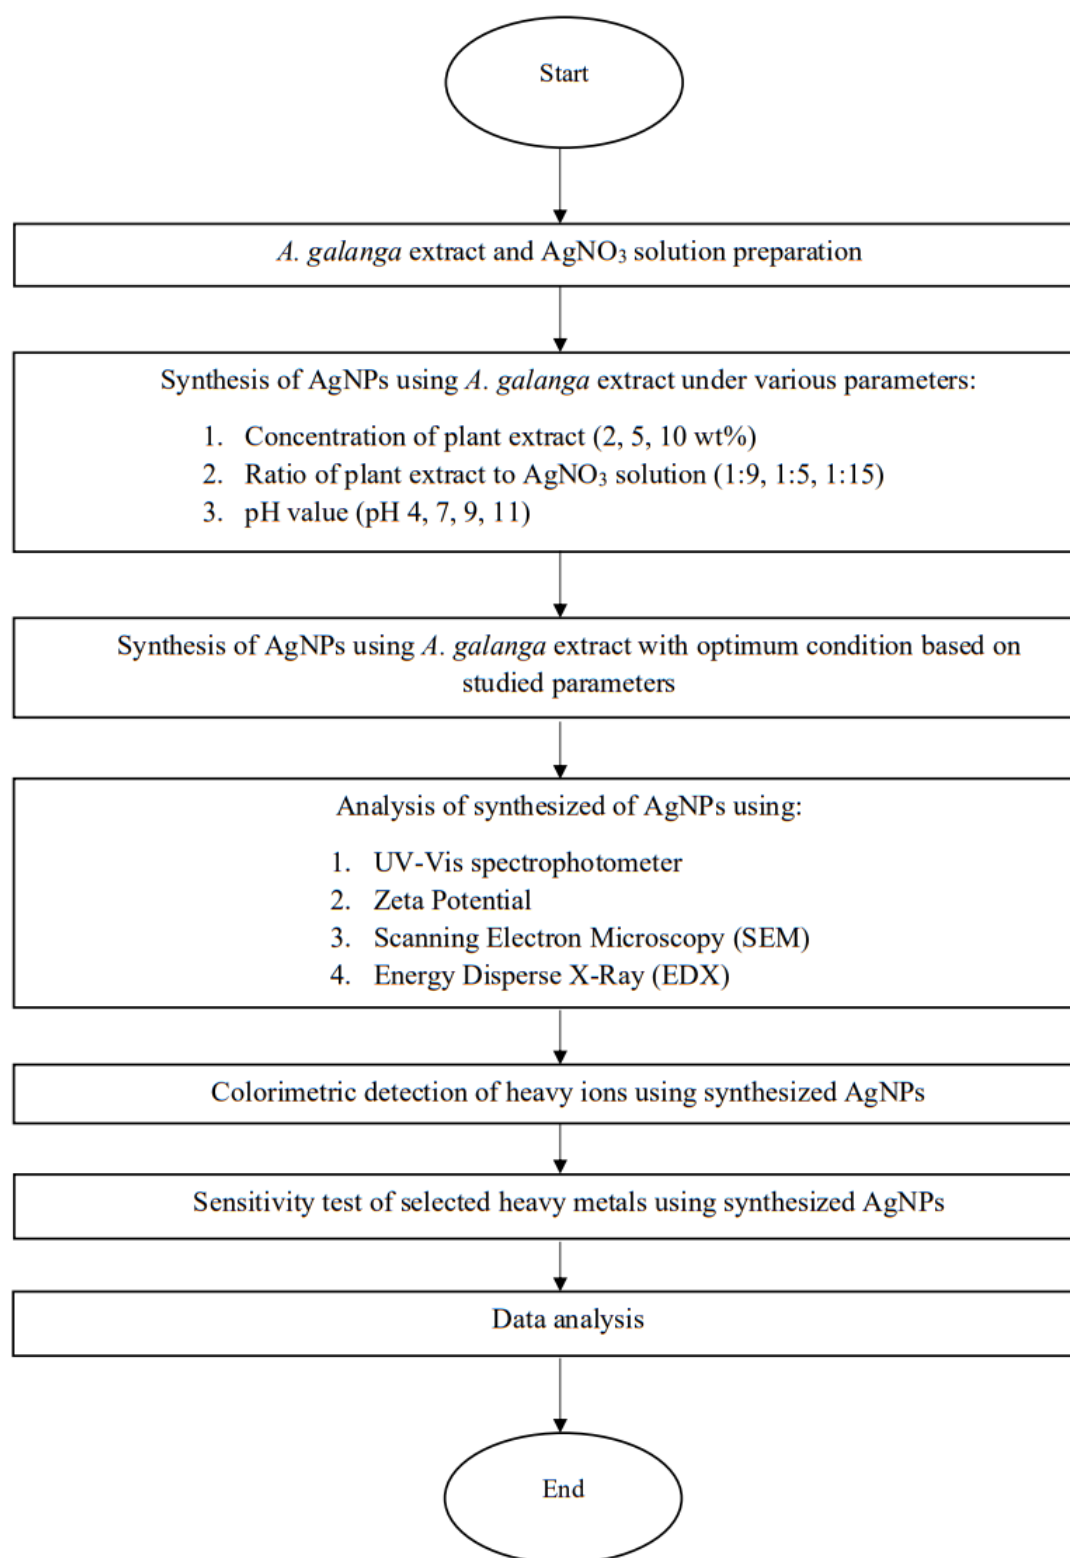 Start
A. galanga extract and AgNO₃ solution preparation
Synthesis of AgNPs using A. galanga extract under various parameters:
1. Concentration of plant extract (2, 5, 10 wt%)
2. Ratio of plant extract to AgNO₃ solution (1:9, 1:5, 1:15)
3. pH value (pH 4, 7, 9, 11)
Synthesis of AgNPs using A. galanga extract with optimum condition based on
studied parameters
Analysis of synthesized of AgNPs using:
1. UV-Vis spectrophotometer
2. Zeta Potential
3. Scanning Electron Microscopy (SEM)
4. Energy Disperse X-Ray (EDX)
Colorimetric detection of heavy ions using synthesized AgNPs
Sensitivity test of selected heavy metals using synthesized AgNPs
Data analysis
End